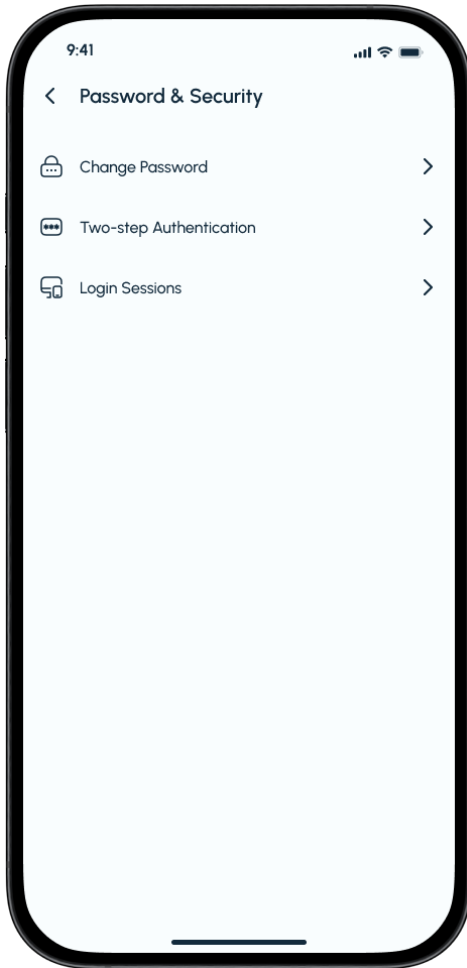 9:41
Password & Security
Change Password
Two-step Authentication
Login Sessions